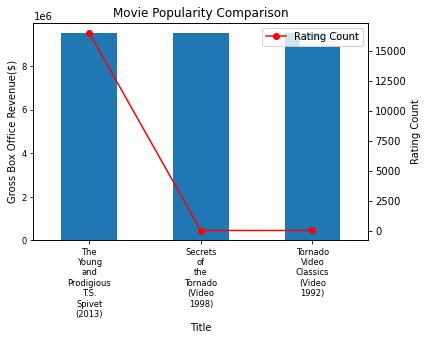 Movie Popularity Comparison
1e6
Rating Count
Gross Box Office Revenue($)
8
6
4
2
0
15000
12500
10000
7500
5000
2500
0
Rating Count
The
Young
and
Prodigious
T.S.
Spivet
(2013)
Secrets
of
the
Tornado
(Video
1998)
Tornado
Video
Classics
(Video
1992)
Title